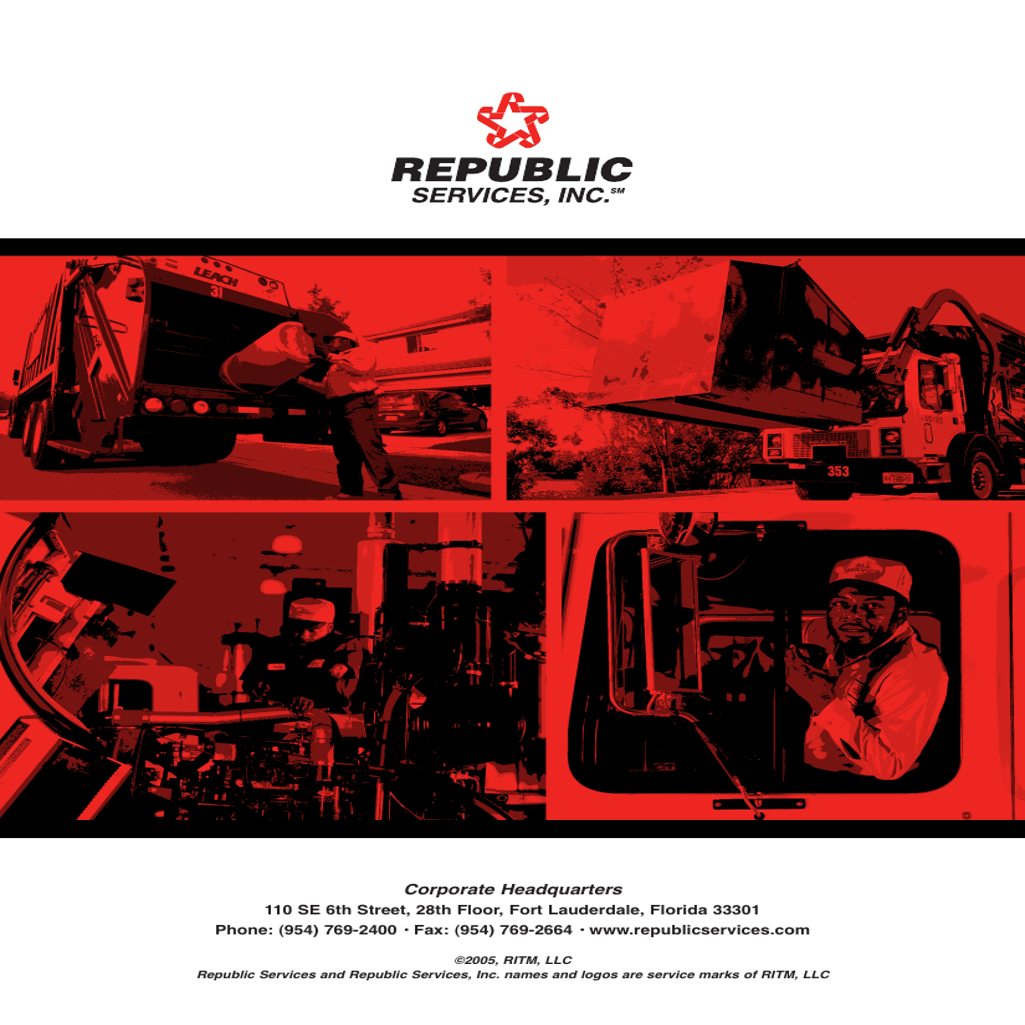 REPUBLIC
SERVICES, INC.℠
LEACH
31
353
ALL
SERVICE
Corporate Headquarters
110 SE 6th Street, 28th Floor, Fort Lauderdale, Florida 33301
Phone: (954) 769-2400 · Fax: (954) 769-2664 · www.republicservices.com
©2005, RITM, LLC
Republic Services and Republic Services, Inc. names and logos are service marks of RITM, LLC